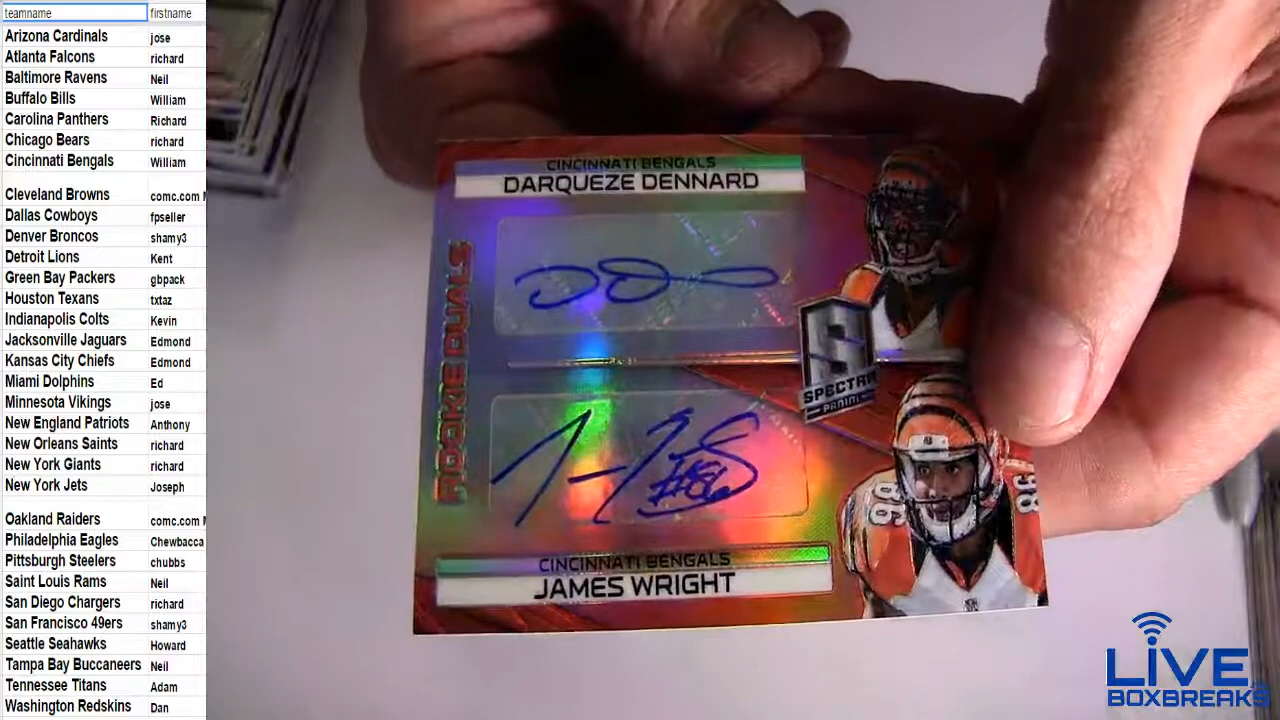 teamname firstname
Arizona Cardinals jose
Atlanta Falcons richard
Baltimore Ravens Neil
Buffalo Bills William
Carolina Panthers Richard
Chicago Bears richard
Cincinnati Bengals William
Cleveland Browns comc.com
Dallas Cowboys fpseller
Denver Broncos shamy3
Detroit Lions Kent
Green Bay Packers gbpack
Houston Texans txtaz
Indianapolis Colts Kevin
Jacksonville Jaguars Edmond
Kansas City Chiefs Edmond
Miami Dolphins Ed
Minnesota Vikings jose
New England Patriots Anthony
New Orleans Saints richard
New York Giants richard
New York Jets Joseph
Oakland Raiders comc.com
Philadelphia Eagles Chewbacca
Pittsburgh Steelers chubbs
Saint Louis Rams Neil
San Diego Chargers richard
San Francisco 49ers shamy3
Seattle Seahawks Howard
Tampa Bay Buccaneers Neil
Tennessee Titans Adam
Washington Redskins Dan
CINCINNATI BENGALS
DARQUEZE DENNARD
ROOKIE DUALS
S
SPECTRA
PANINI
#86
86
86
CINCINNATI BENGALS
JAMES WRIGHT
LIVE
BOXBREAKS